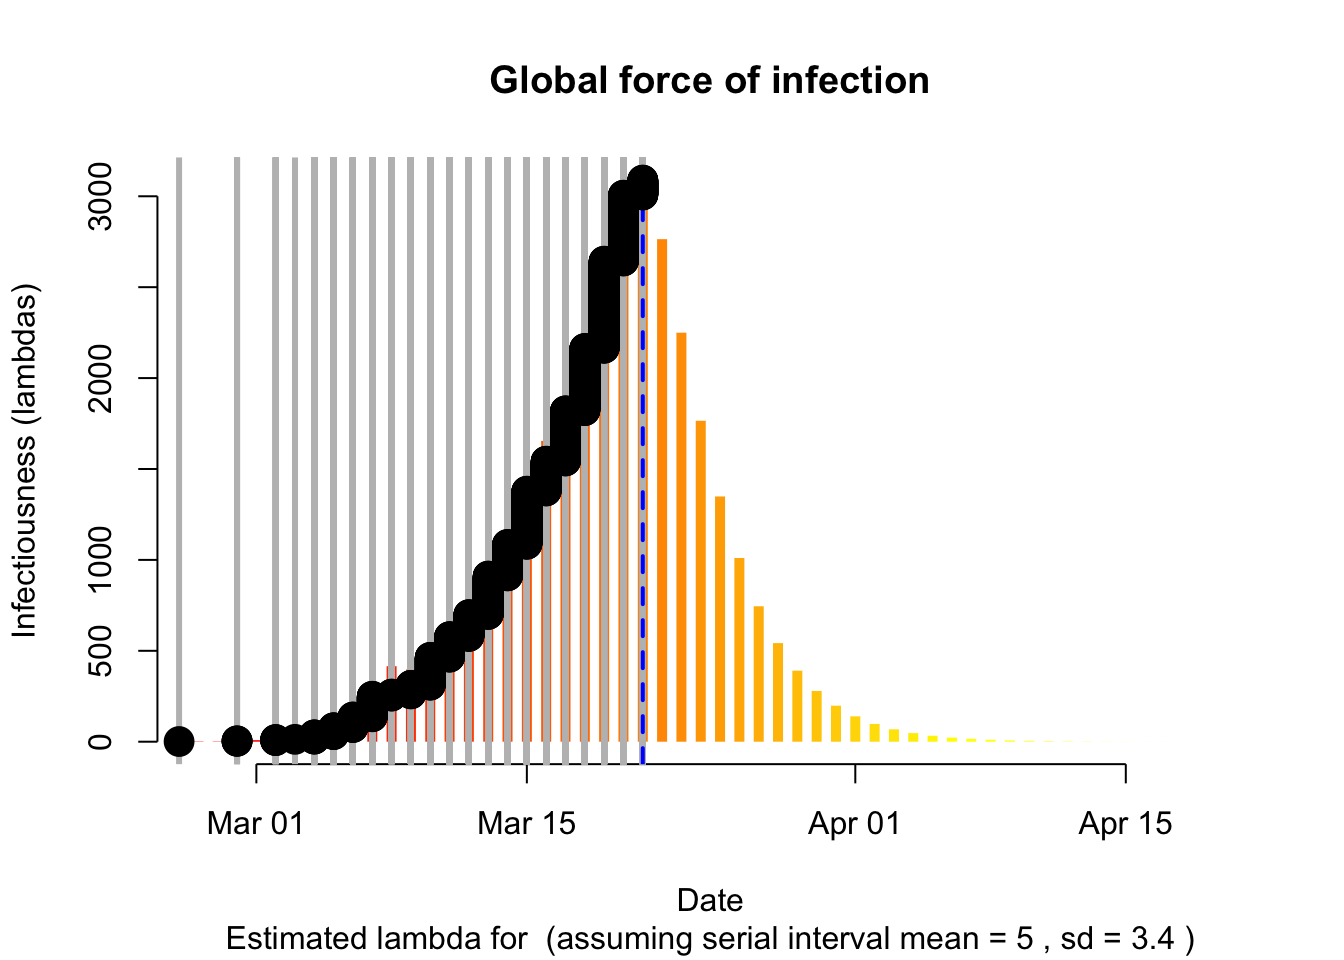 Global force of infection
Infectiousness (lambdas)
3000
2000
1000
500
0
Mar 01
Mar 15
Apr 01
Apr 15
Date
Estimated lambda for  (assuming serial interval mean = 5 , sd = 3.4 )